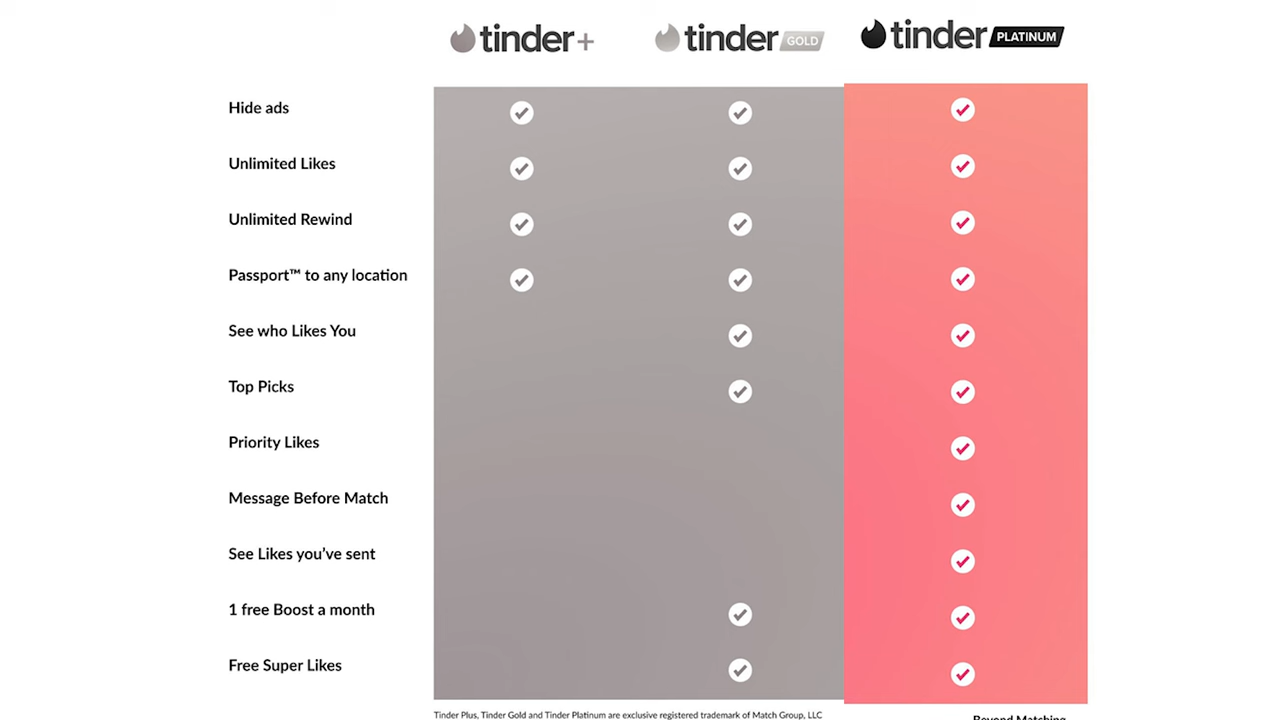 tinder+ tinder GOLD tinder PLATINUM
Hide ads
Unlimited Likes
Unlimited Rewind
Passport™ to any location
See who Likes You
Top Picks
Priority Likes
Message Before Match
See Likes you've sent
1 free Boost a month
Free Super Likes
Tinder Plus, Tinder Gold and Tinder Platinum are exclusive registered trademark of Match Group, LLC
Beyond Matching